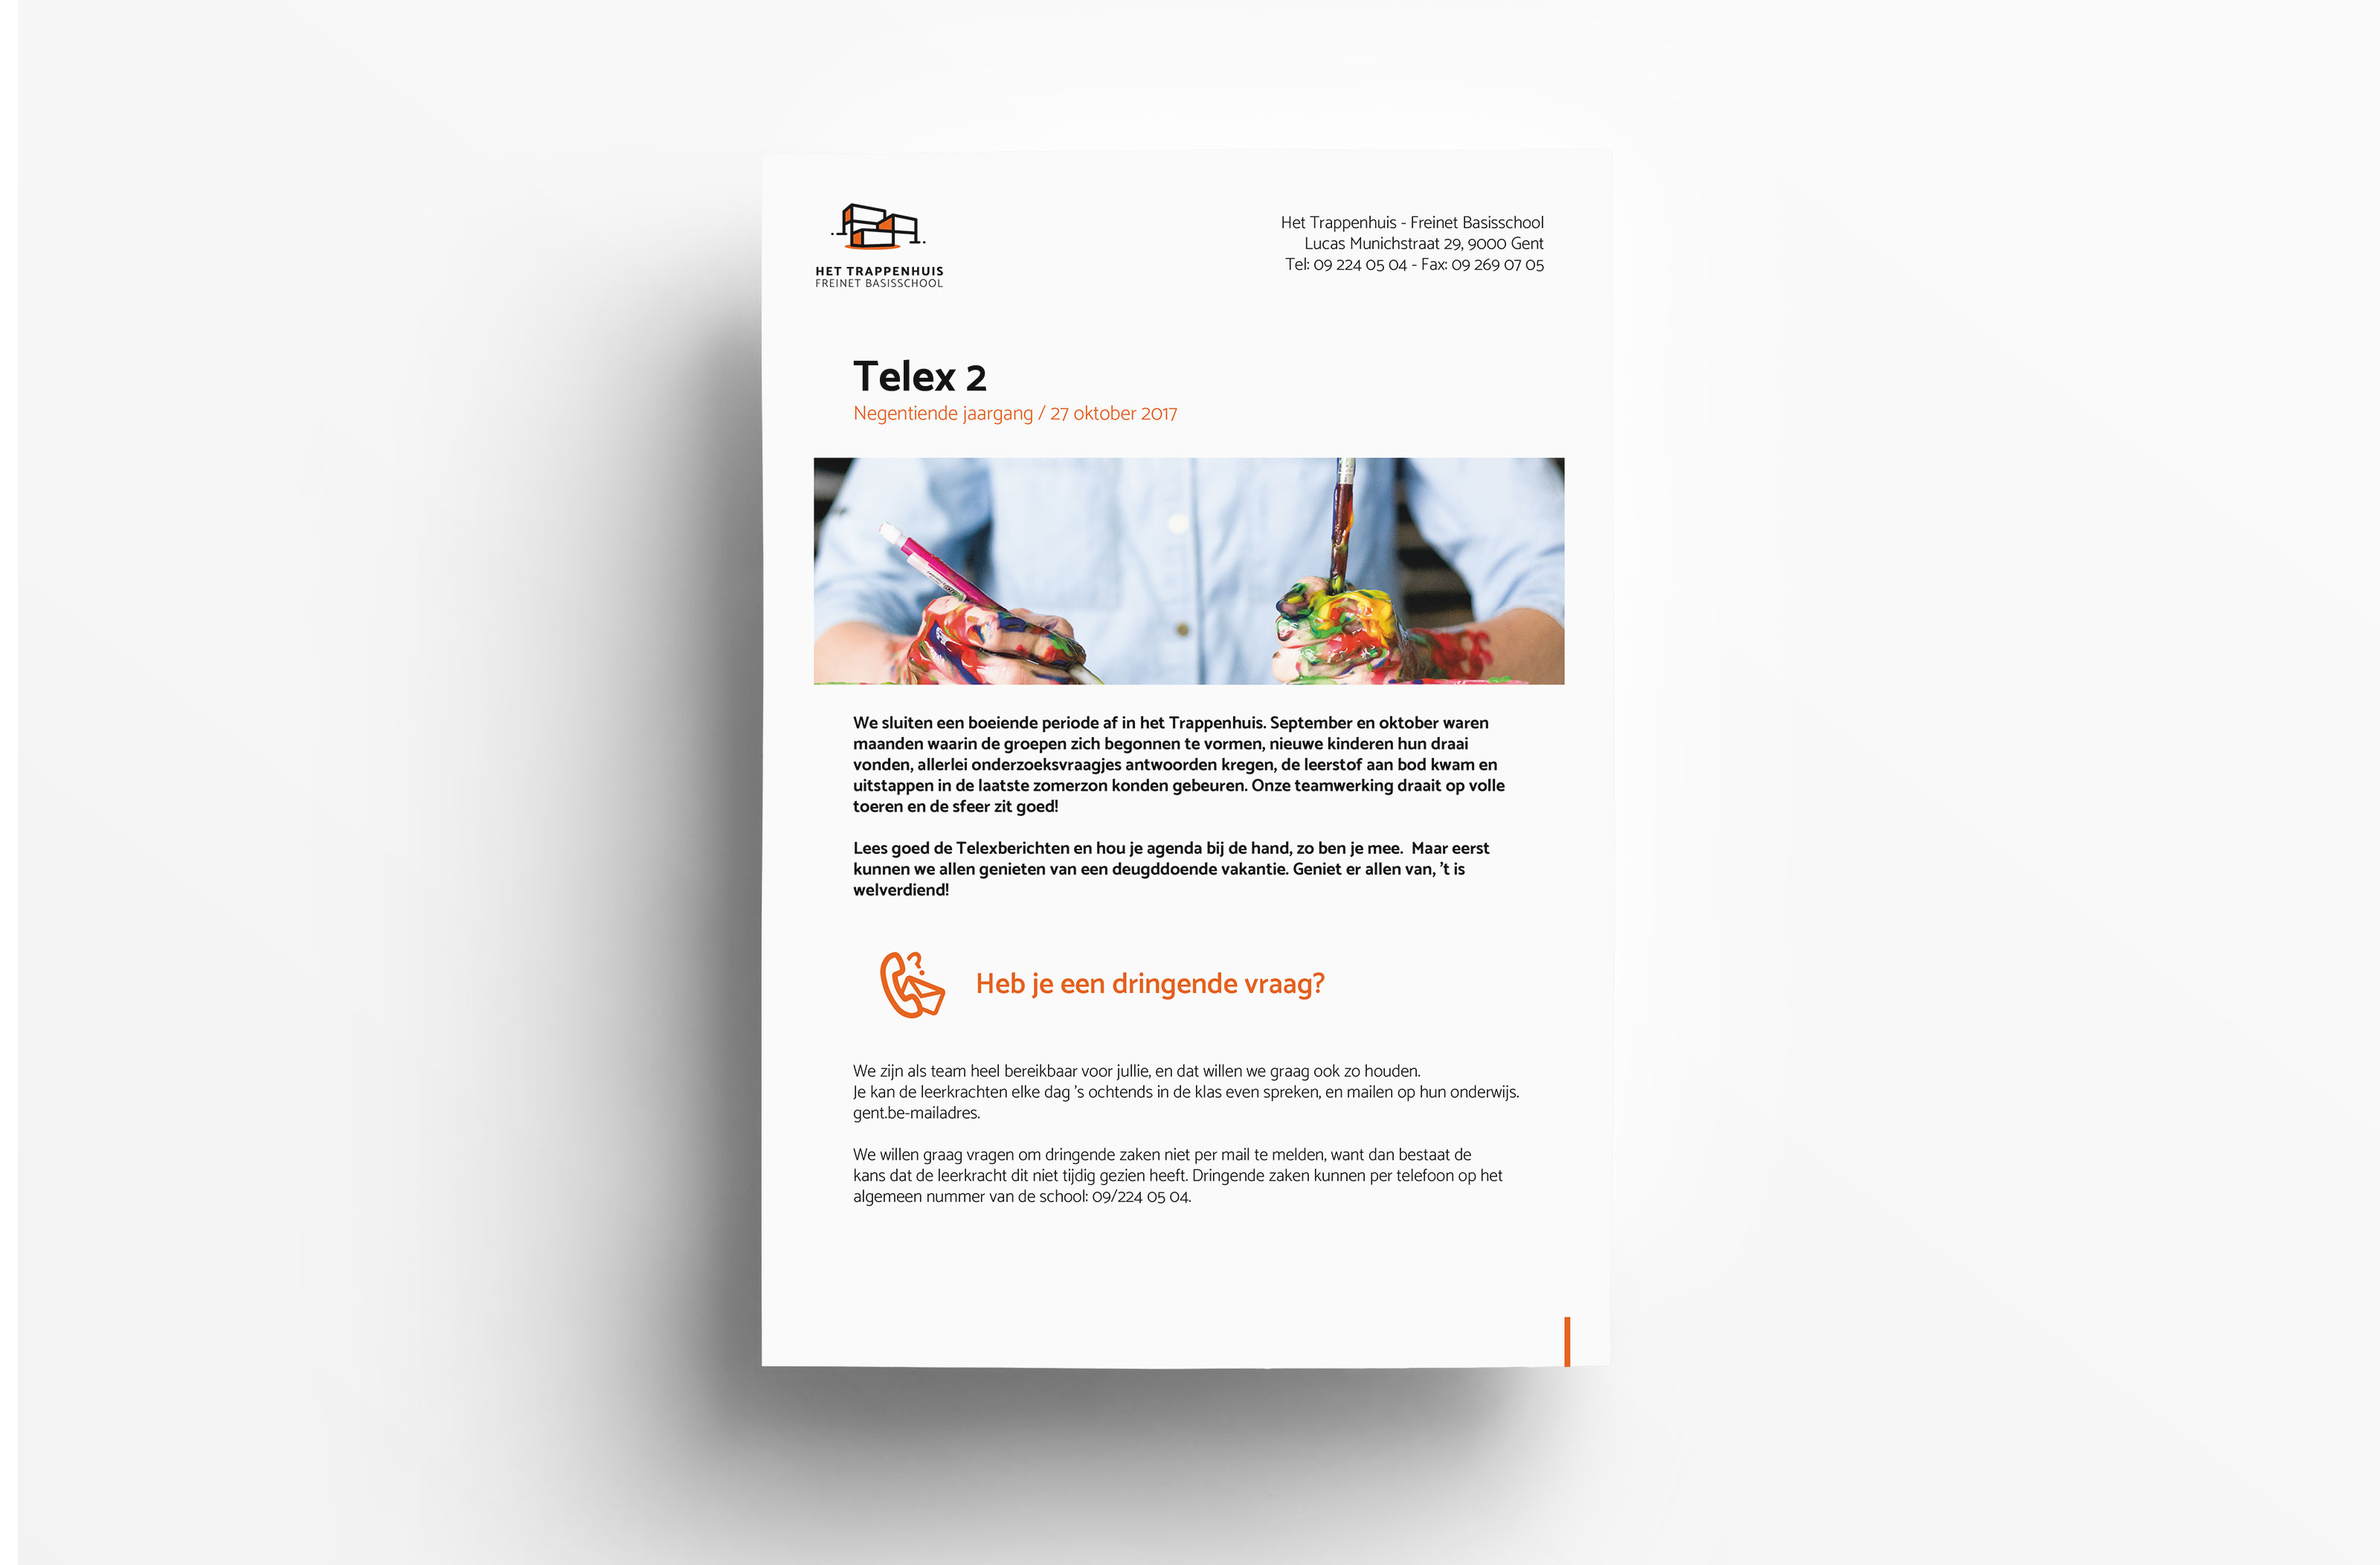 HET TRAPPENHUIS
FREINET BASISSCHOOL
Het Trappenhuis - Freinet Basisschool
Lucas Munichstraat 29, 9000 Gent
Tel: 09 224 05 04 - Fax: 09 269 07 05
Telex 2
Negentiende jaargang / 27 oktober 2017
We sluiten een boeiende periode af in het Trappenhuis. September en oktober waren
maanden waarin de groepen zich begonnen te vormen, nieuwe kinderen hun draai
vonden, allerlei onderzoeksvraagjes antwoorden kregen, de leerstof aan bod kwam en
uitstappen in de laatste zomerzon konden gebeuren. Onze teamwerking draait op volle
toeren en de sfeer zit goed!
Lees goed de Telexberichten en hou je agenda bij de hand, zo ben je mee.  Maar eerst
kunnen we allen genieten van een deugddoende vakantie. Geniet er allen van, ’t is
welverdiend!
Heb je een dringende vraag?
We zijn als team heel bereikbaar voor jullie, en dat willen we graag ook zo houden.
Je kan de leerkrachten elke dag ’s ochtends in de klas even spreken, en mailen op hun onderwijs.
gent.be-mailadres.
We willen graag vragen om dringende zaken niet per mail te melden, want dan bestaat de
kans dat de leerkracht dit niet tijdig gezien heeft. Dringende zaken kunnen per telefoon op het
algemeen nummer van de school: 09/224 05 04.